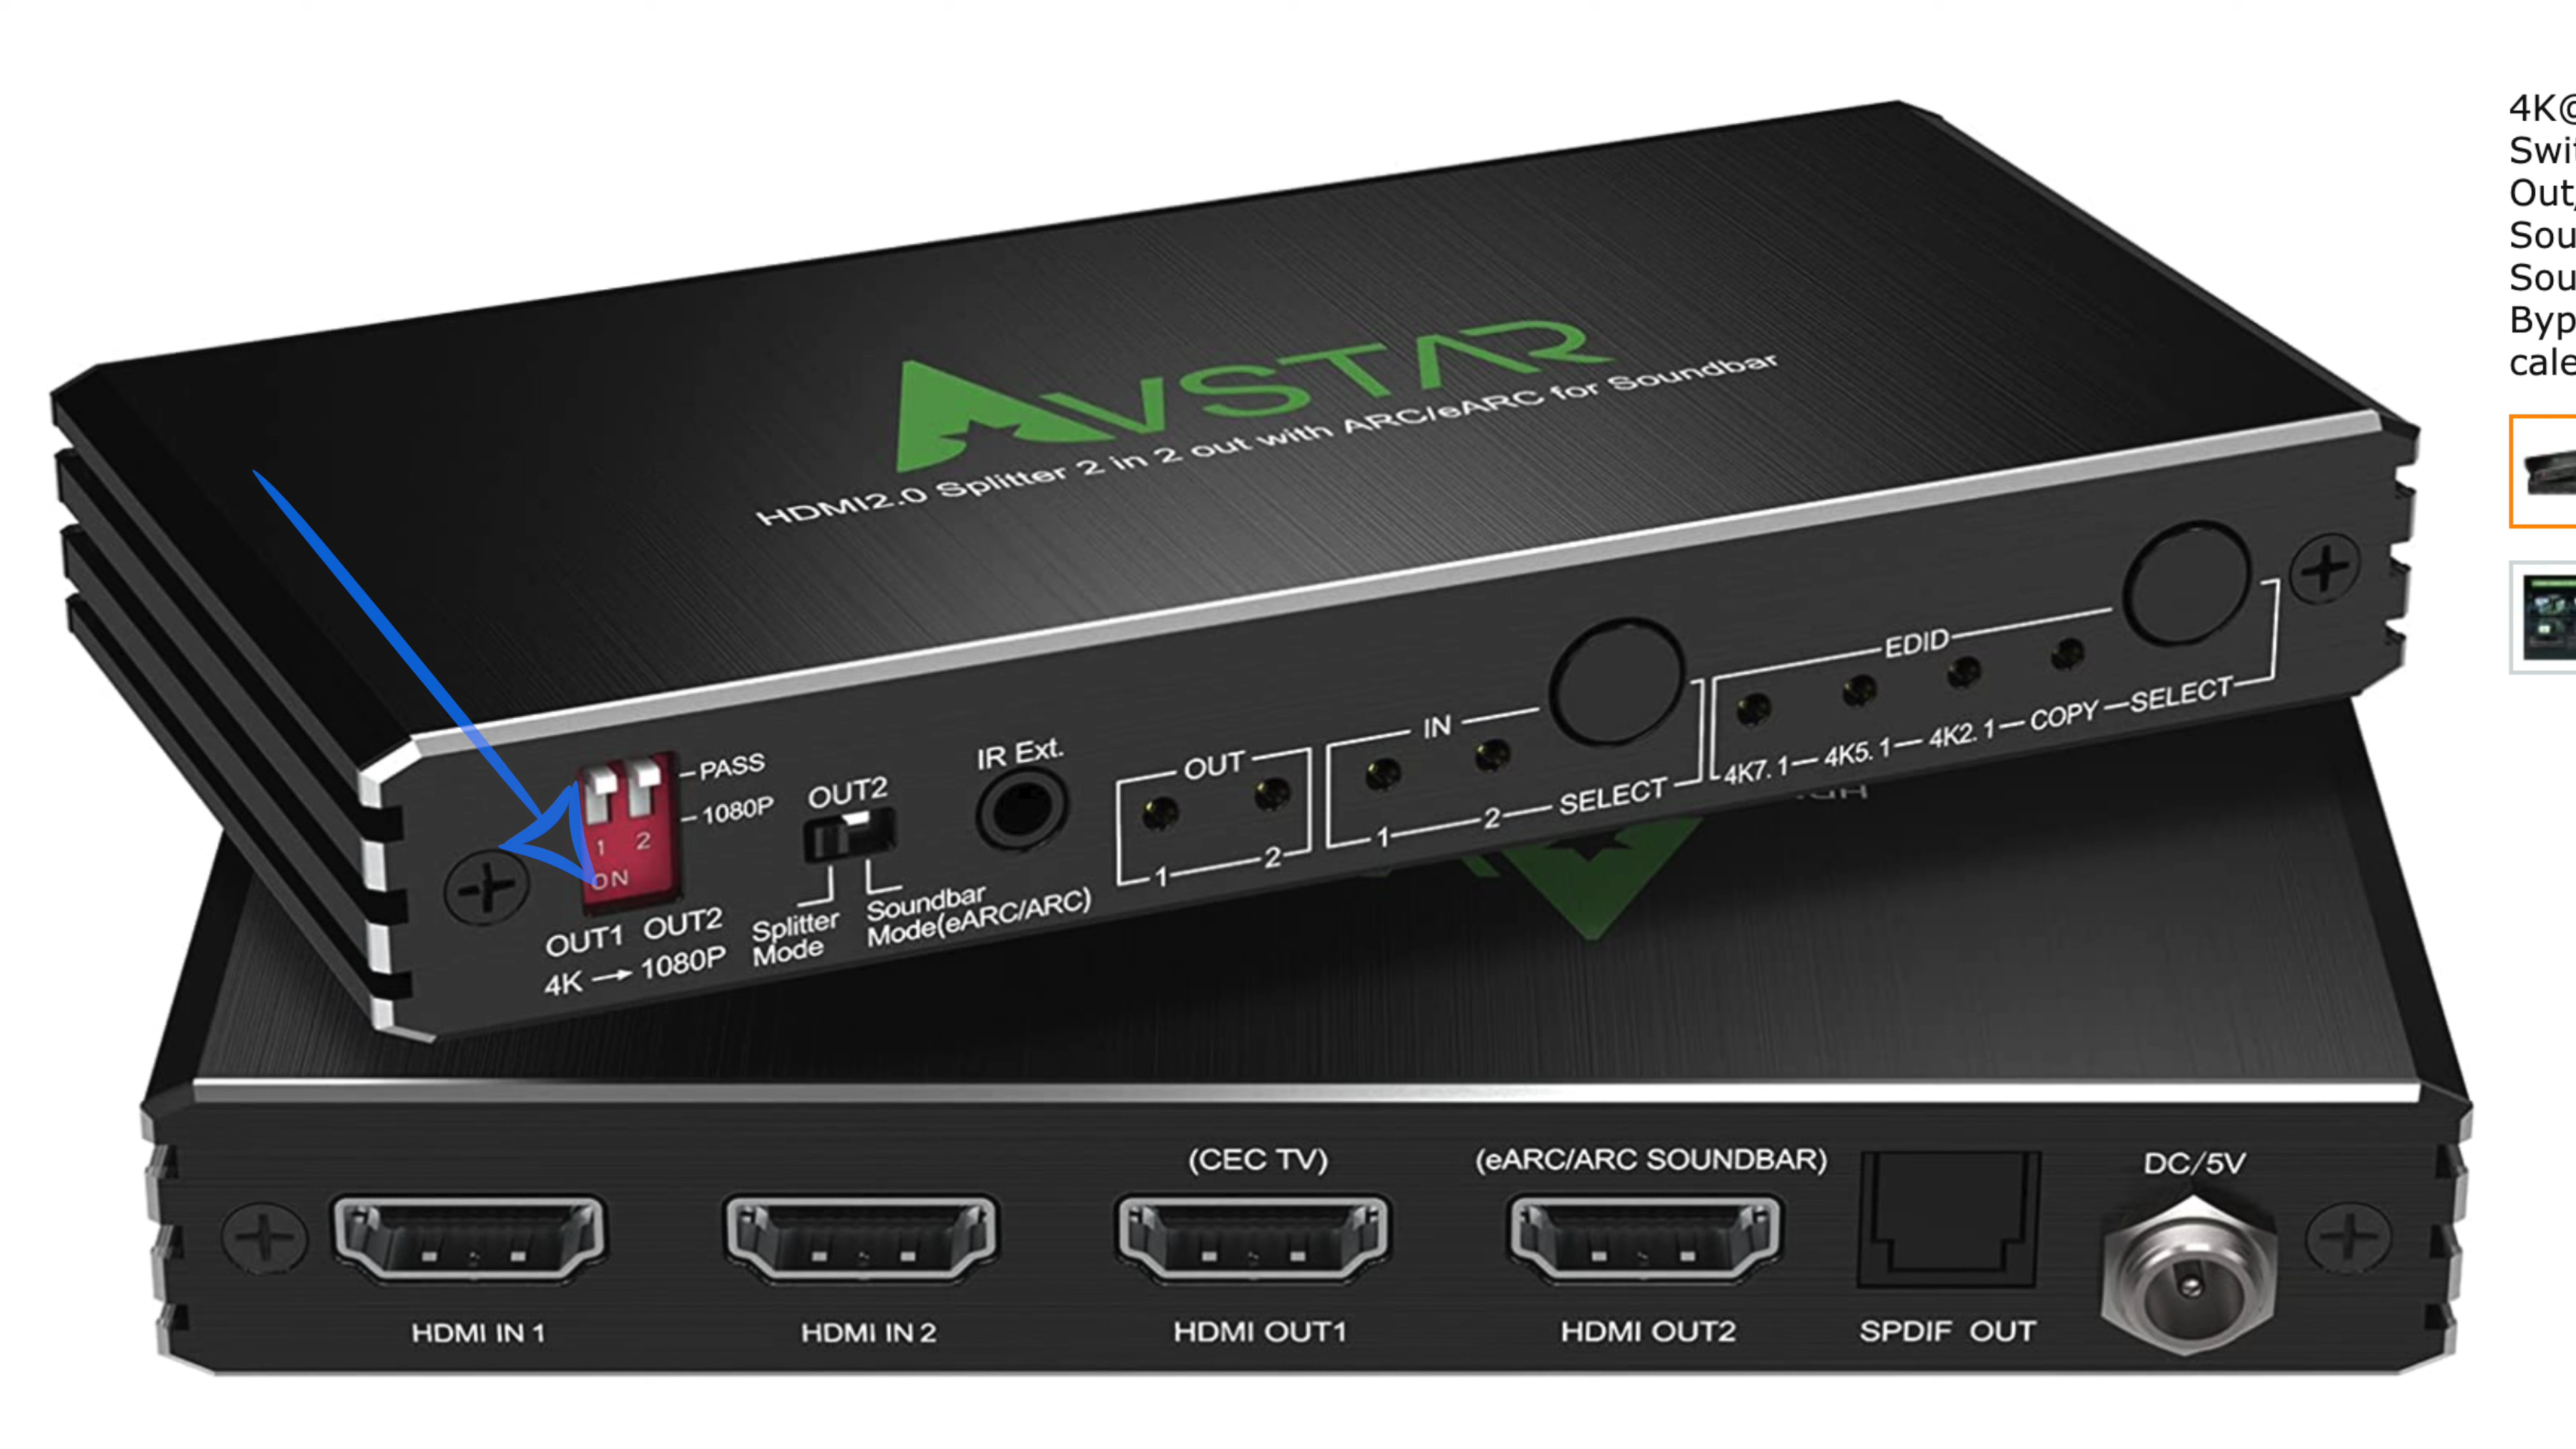 AVSTAR
HDMI2.0 Splitter 2 in 2 out with ARC/eARC for Soundbar
PASS
1080P
1 2
ON
OUT1 OUT2
4K → 1080P
OUT2
Splitter
Mode
Soundbar
Mode(eARC/ARC)
IR Ext.
OUT
1 2
IN
1 2 SELECT
EDID
4K7.1 4K5.1 4K2.1 COPY SELECT
(CEC TV)
(eARC/ARC SOUNDBAR)
DC/5V
HDMI IN 1
HDMI IN 2
HDMI OUT1
HDMI OUT2
SPDIF OUT
4K@
Swi
Out/
Sou
Sou
Byp
cale